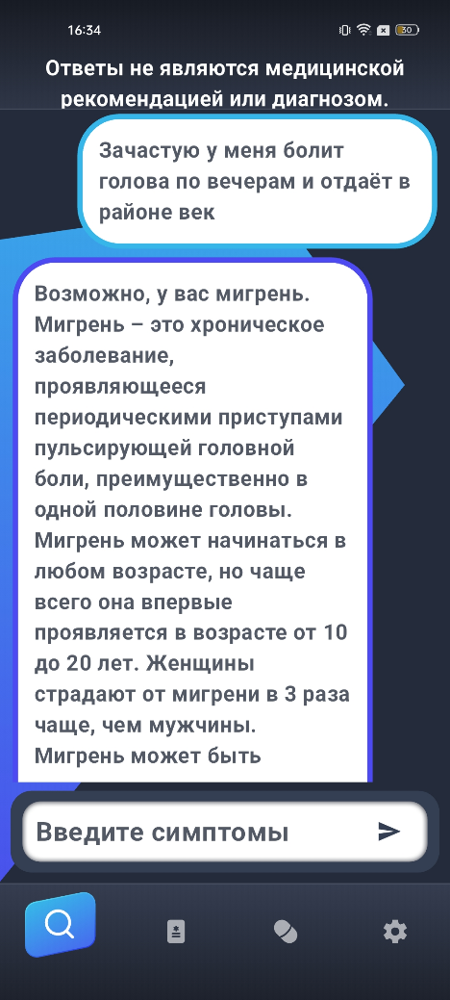 16:34
30
Ответы не являются медицинской
рекомендацией или диагнозом.
Зачастую у меня болит
голова по вечерам и отдаёт в
районе век
Возможно, у вас мигрень.
Мигрень – это хроническое
заболевание,
проявляющееся
периодическими приступами
пульсирующей головной
боли, преимущественно в
одной половине головы.
Мигрень может начинаться в
любом возрасте, но чаще
всего она впервые
проявляется в возрасте от 10
до 20 лет. Женщины
страдают от мигрени в 3 раза
чаще, чем мужчины.
Мигрень может быть
Введите симптомы